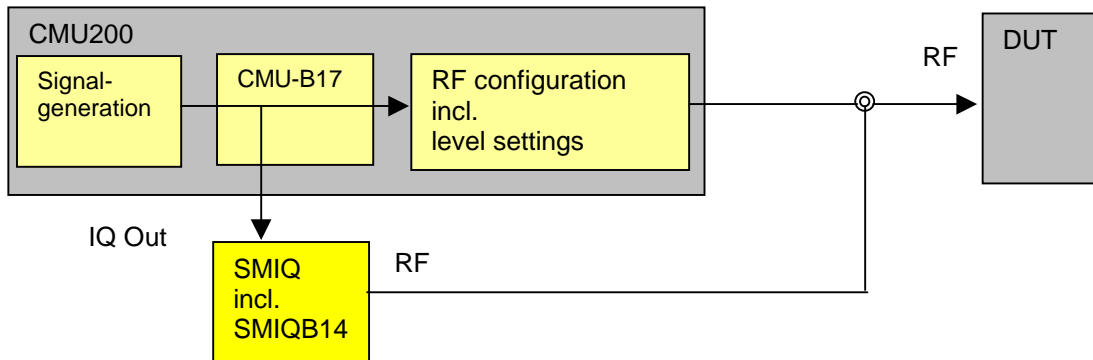 CMU200
Signal-
generation
CMU-B17
RF configuration
incl.
level settings
RF
DUT
IQ Out
SMIQ
incl.
SMIQB14
RF